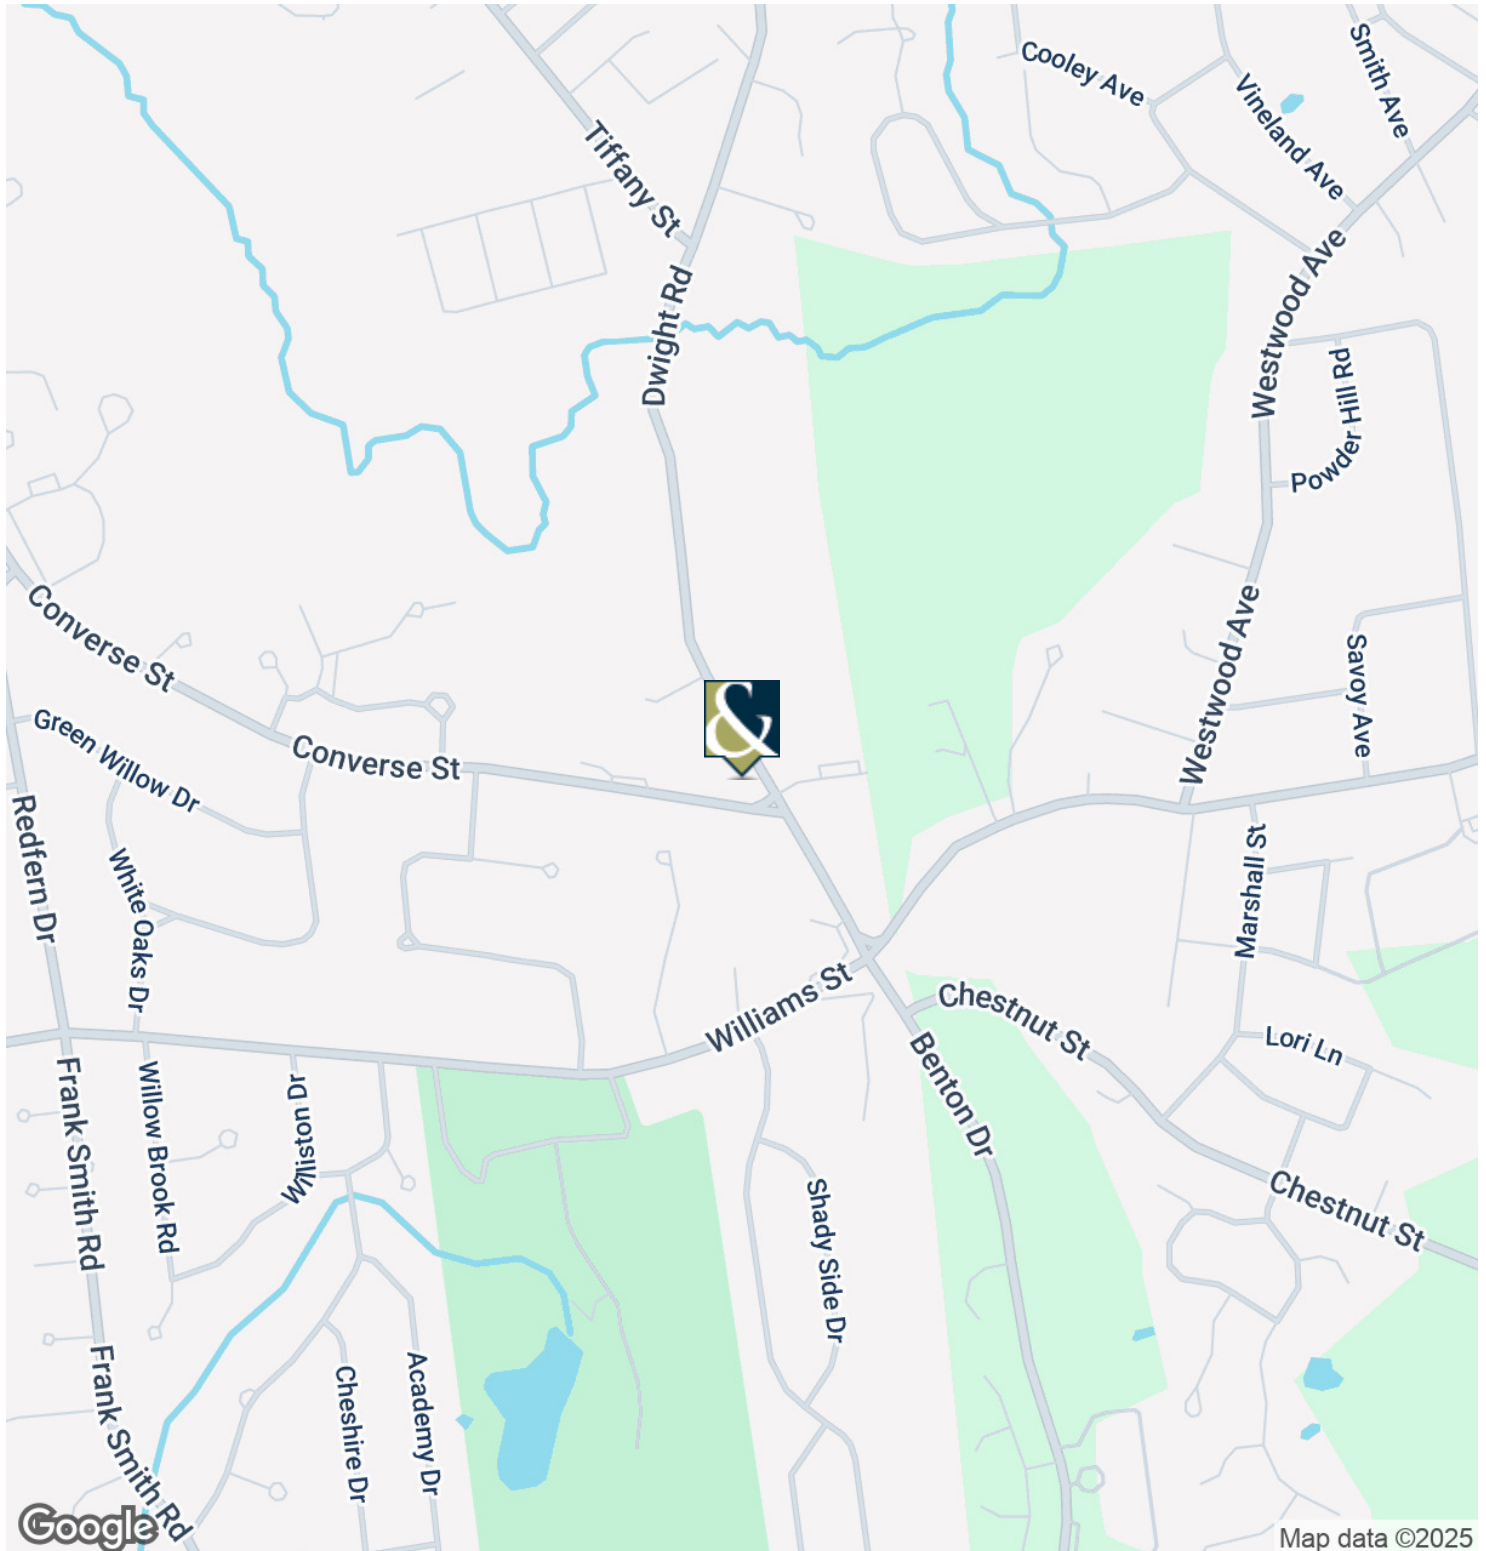 Cooley Ave
Smith Ave
Vineland Ave
Tiffany St
Westwood Ave
Dwight Rd
Powder Hill Rd
Converse St
Westwood Ave
Savoy Ave
&
Green Willow Dr
Converse St
Redfern Dr
White Oaks Dr
Marshall St
Williams St
Chestnut St
Lori Ln
Benton Dr
Frank Smith Rd
Willow Brook Rd
Williston Dr
Shady Side Dr
Chestnut St
Frank Smith Rd
Cheshire Dr
Academy Dr
Google
Map data ©2025